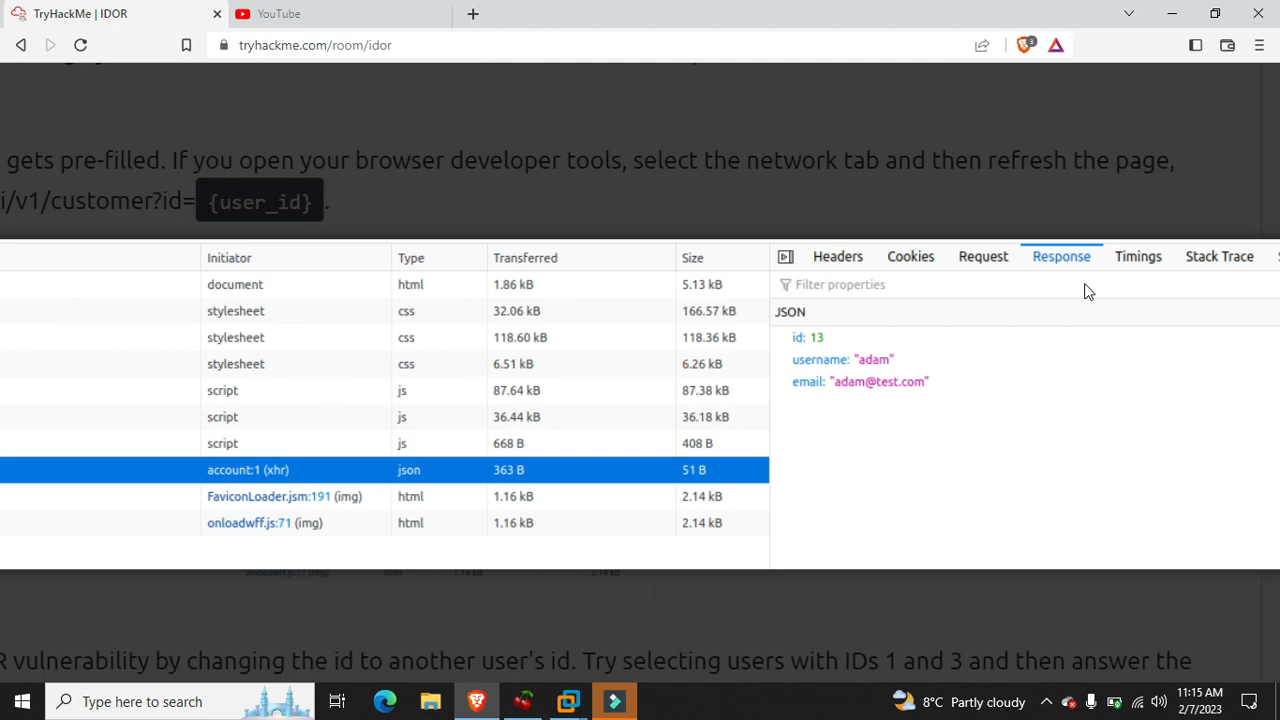 TryHackMe | IDOR
YouTube
tryhackme.com/room/idor
3
gets pre-filled. If you open your browser developer tools, select the network tab and then refresh the page,
i/v1/customer?id= {user_id} .
Initiator Type Transferred Size Headers Cookies Request Response Timings Stack Trace
document html 1.86 kB 5.13 kB Filter properties
stylesheet css 32.06 kB 166.57 kB JSON
stylesheet css 118.60 kB 118.36 kB id: 13
stylesheet css 6.51 kB 6.26 kB username: "adam"
script js 87.64 kB 87.38 kB email: "adam@test.com"
script js 36.44 kB 36.18 kB
script js 668 B 408 B
account:1 (xhr) json 363 B 51 B
FaviconLoader.jsm:191 (img) html 1.16 kB 2.14 kB
onloadwff.js:71 (img) html 1.16 kB 2.14 kB
R vulnerability by changing the id to another user's id. Try selecting users with IDs 1 and 3 and then answer the
Type here to search
8°C Partly cloudy
11:15 AM
2/7/2023